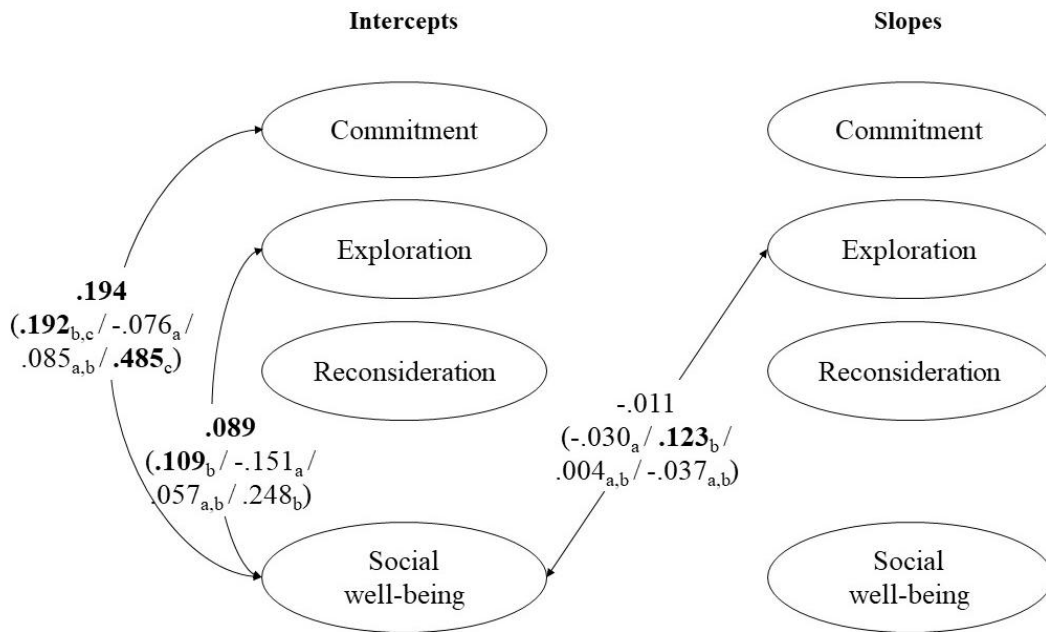 Intercepts
Slopes
Commitment
Commitment
Exploration
Exploration
.194
(.192b,c / -.076a /
.085a,b / .485c)
Reconsideration
Reconsideration
.089
(.109b / -.151a /
.057a,b / .248b)
-.011
(-.030a / .123b /
.004a,b / -.037a,b)
Social
well-being
Social
well-being